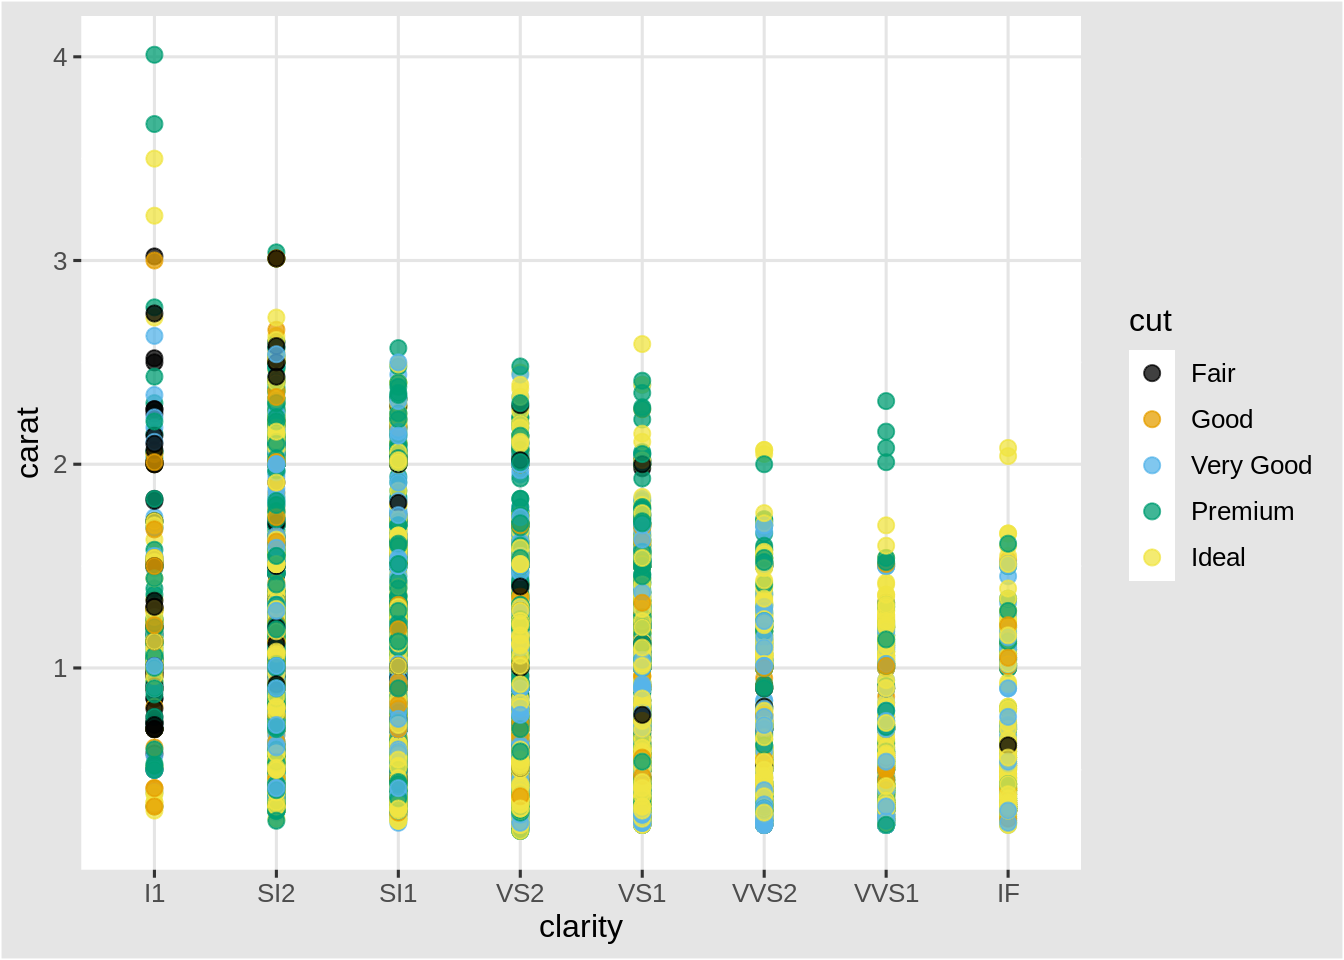 4
3
2
1
carat
I1 SI2 SI1 VS2 VS1 VVS2 VVS1 IF
clarity
cut
Fair
Good
Very Good
Premium
Ideal